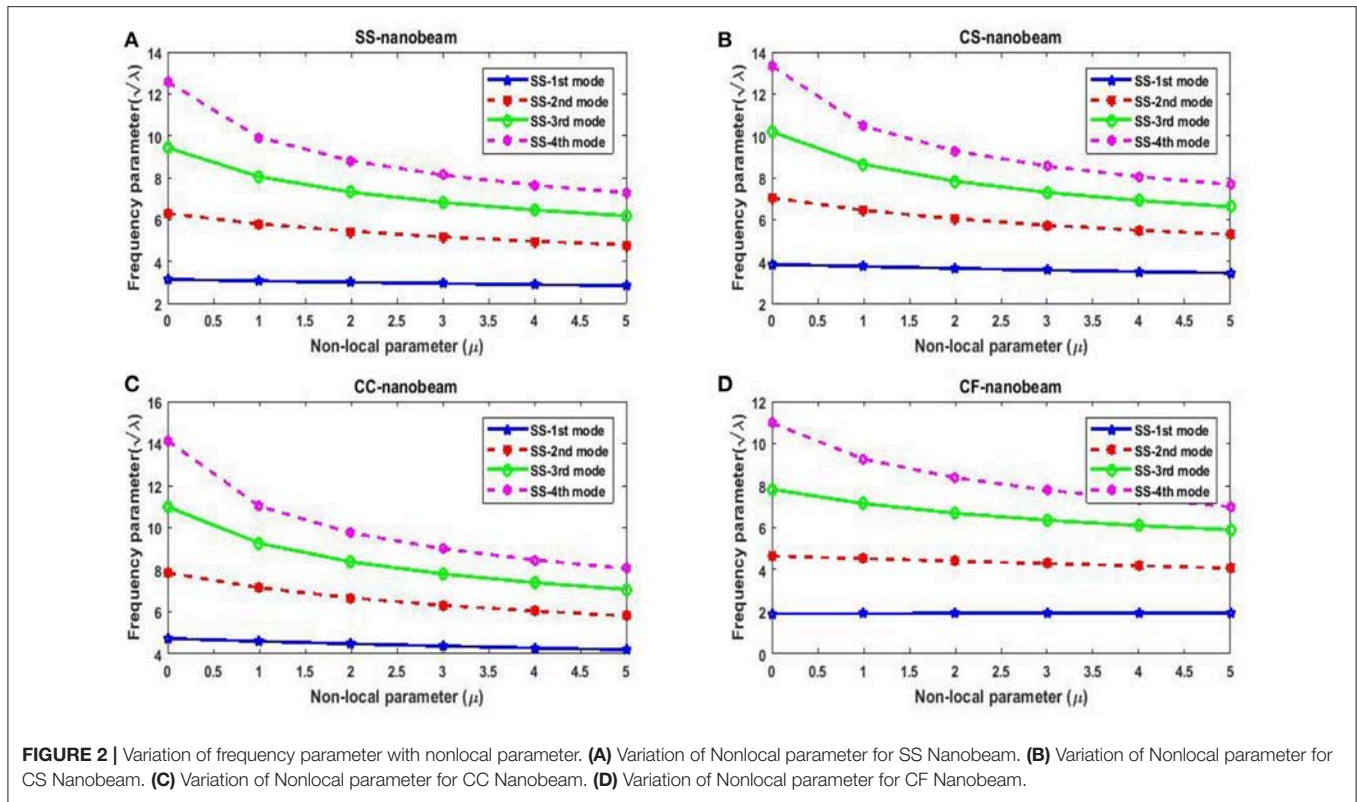 A
SS-nanobeam
Frequency parameter(√λ)
14
12
10
8
6
4
2
SS-1st mode
SS-2nd mode
SS-3rd mode
SS-4th mode
0 0.5 1 1.5 2 2.5 3 3.5 4 4.5 5
Non-local parameter (μ)
B
CS-nanobeam
Frequency parameter(√λ)
14
12
10
8
6
4
2
SS-1st mode
SS-2nd mode
SS-3rd mode
SS-4th mode
0 0.5 1 1.5 2 2.5 3 3.5 4 4.5 5
Non-local parameter (μ)
C
CC-nanobeam
Frequency parameter(√λ)
16
14
12
10
8
6
4
SS-1st mode
SS-2nd mode
SS-3rd mode
SS-4th mode
0 0.5 1 1.5 2 2.5 3 3.5 4 4.5 5
Non-local parameter (μ)
D
CF-nanobeam
Frequency parameter(√λ)
12
10
8
6
4
2
0
SS-1st mode
SS-2nd mode
SS-3rd mode
SS-4th mode
0 0.5 1 1.5 2 2.5 3 3.5 4 4.5 5
Non-local parameter (μ)
FIGURE 2 | Variation of frequency parameter with nonlocal parameter. (A) Variation of Nonlocal parameter for SS Nanobeam. (B) Variation of Nonlocal parameter for
CS Nanobeam. (C) Variation of Nonlocal parameter for CC Nanobeam. (D) Variation of Nonlocal parameter for CF Nanobeam.